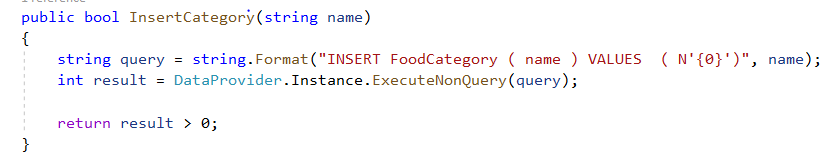 public bool InsertCategory(string name)
{
string query = string.Format("INSERT FoodCategory ( name ) VALUES  ( N'{0}')", name);
int result = DataProvider.Instance.ExecuteNonQuery(query);
return result > 0;
}